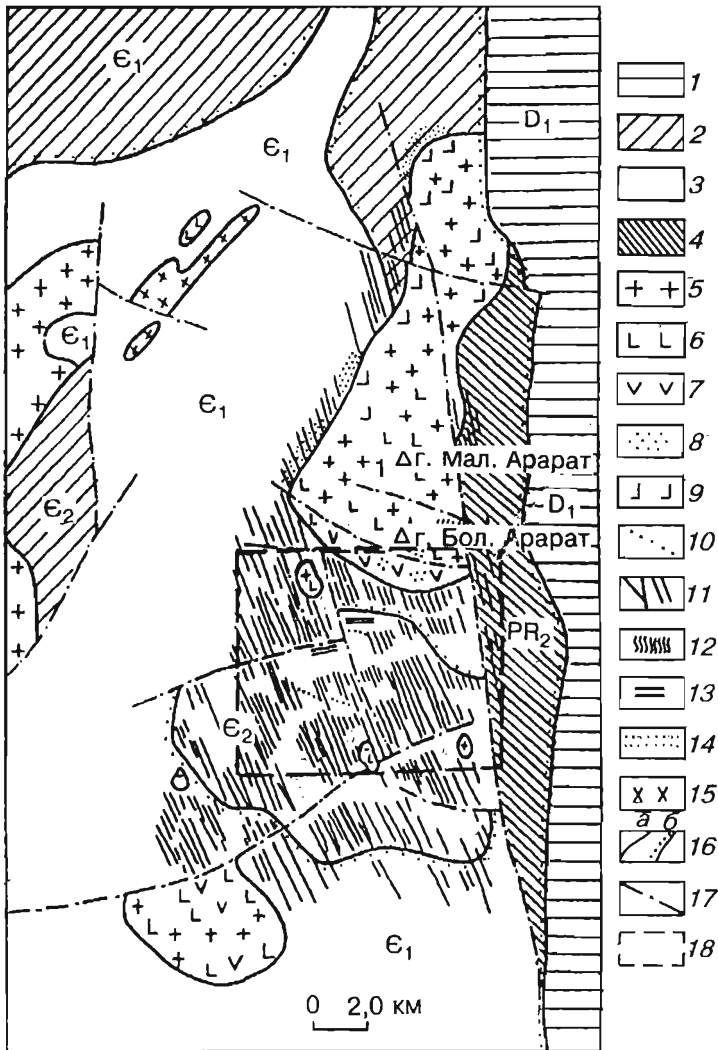 Є₁
D₁
1
Є₁
2
3
4
5
Є₁
6
Є₁
7
8
Δг. Мал. Арарат
9
Є₂
D₁
Δг. Бол. Арарат
10
11
PR₂
12
13
Є₂
14
15
а б
16
17
Є₁
18
0 2,0 км